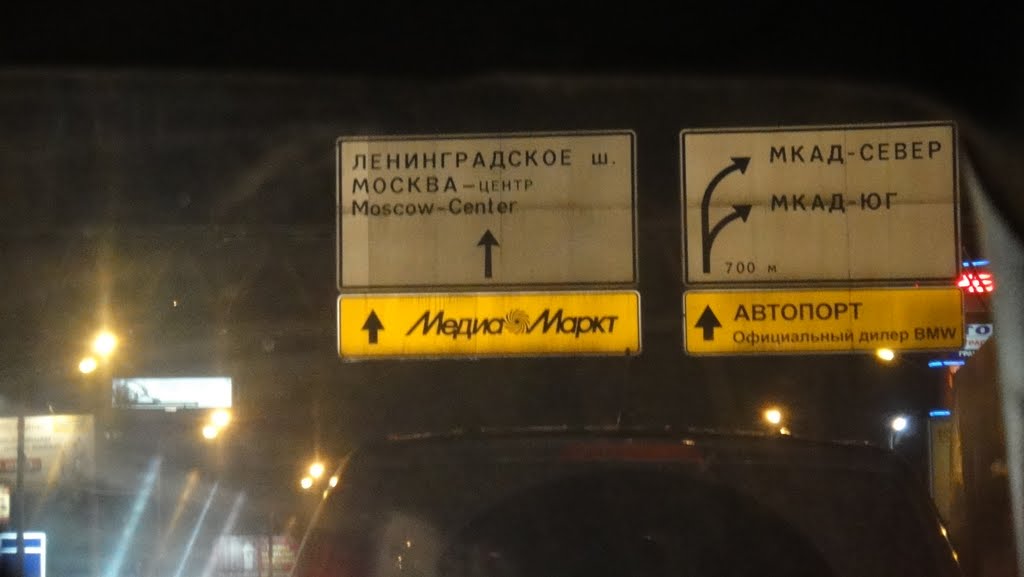 ЛЕНИНГРАДСКОЕ ш.
МОСКВА-ЦЕНТР
Moscow-Center
МедиаМаркт
МКАД-СЕВЕР
МКАД-ЮГ
700 м
АВТОПОРТ
Официальный дилер BMW